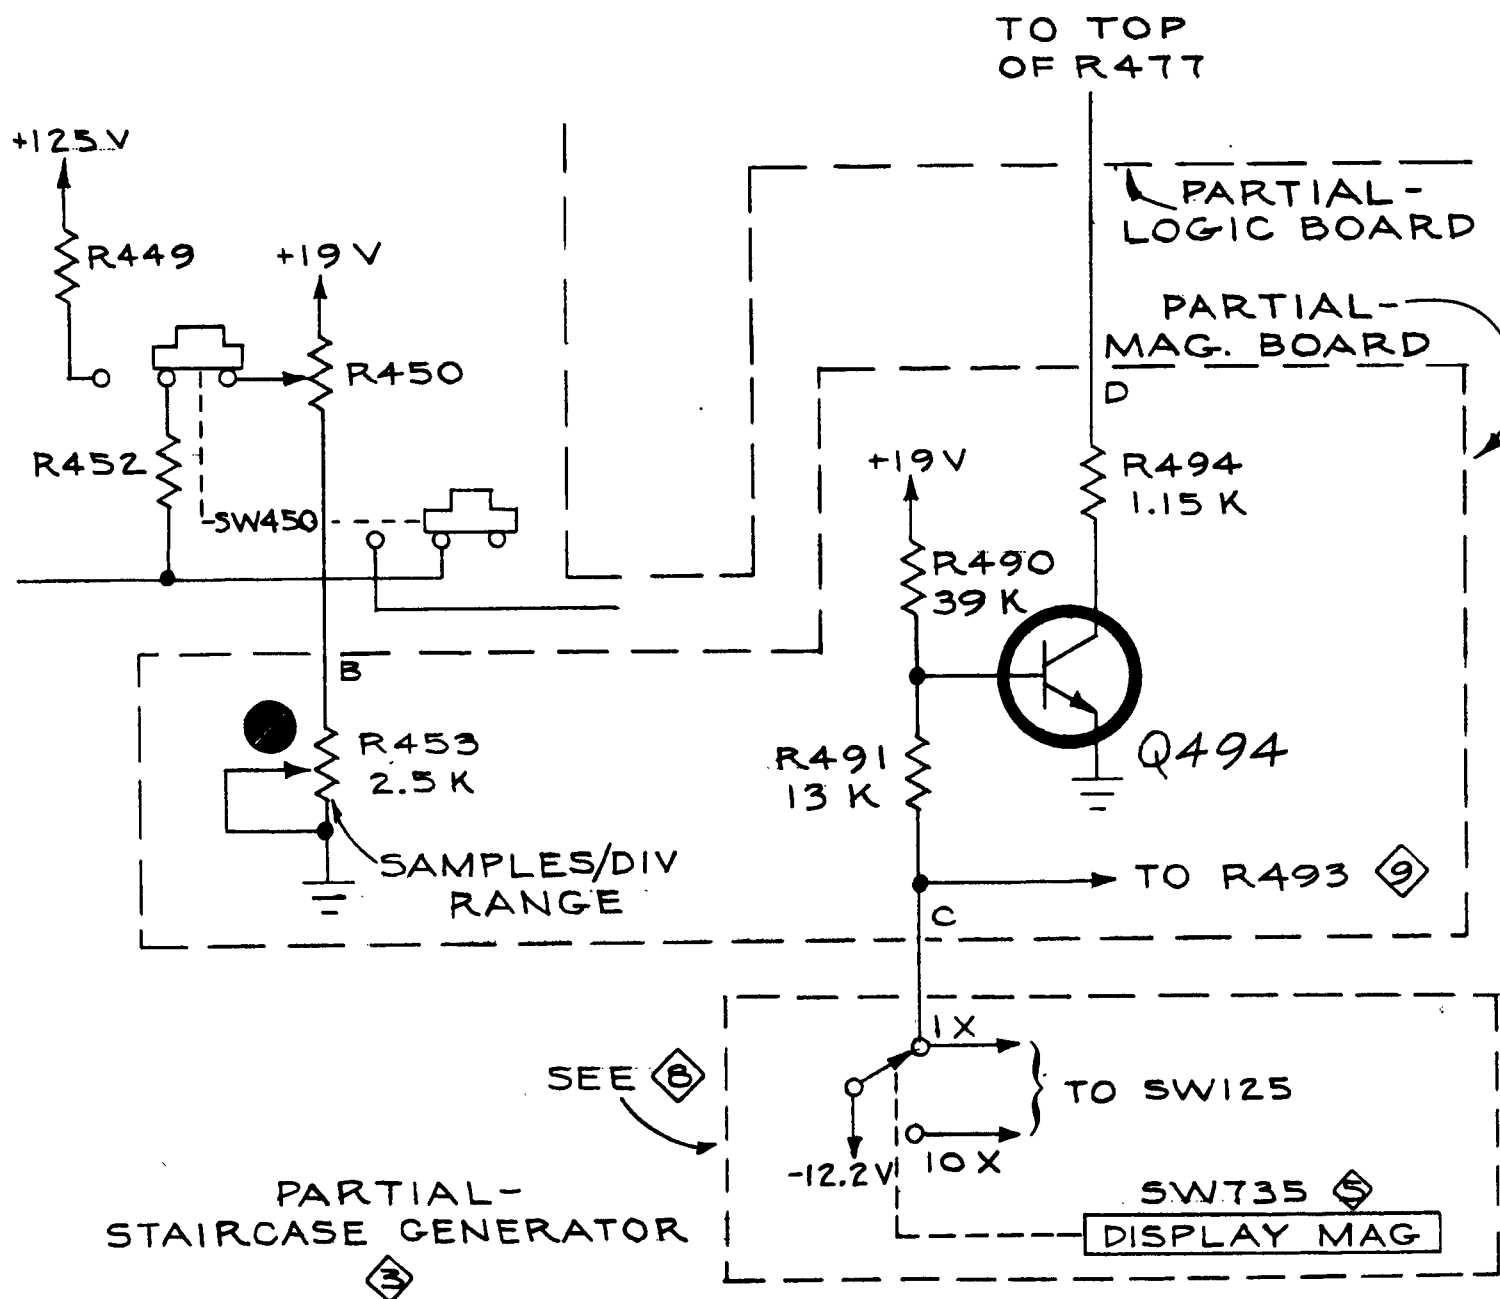 TO TOP
OF R477
+125 V
R449
+19 V
R450
R452
SW450
PARTIAL-
LOGIC BOARD
PARTIAL-
MAG. BOARD
D
+19 V
R494
1.15 K
R490
39 K
B
R453
2.5 K
R491
13 K
Q494
SAMPLES/DIV
RANGE
TO R493 9
C
1X
SEE 8
TO SW125
-12.2V
10X
PARTIAL-
STAIRCASE GENERATOR
3
SW735 5
DISPLAY MAG